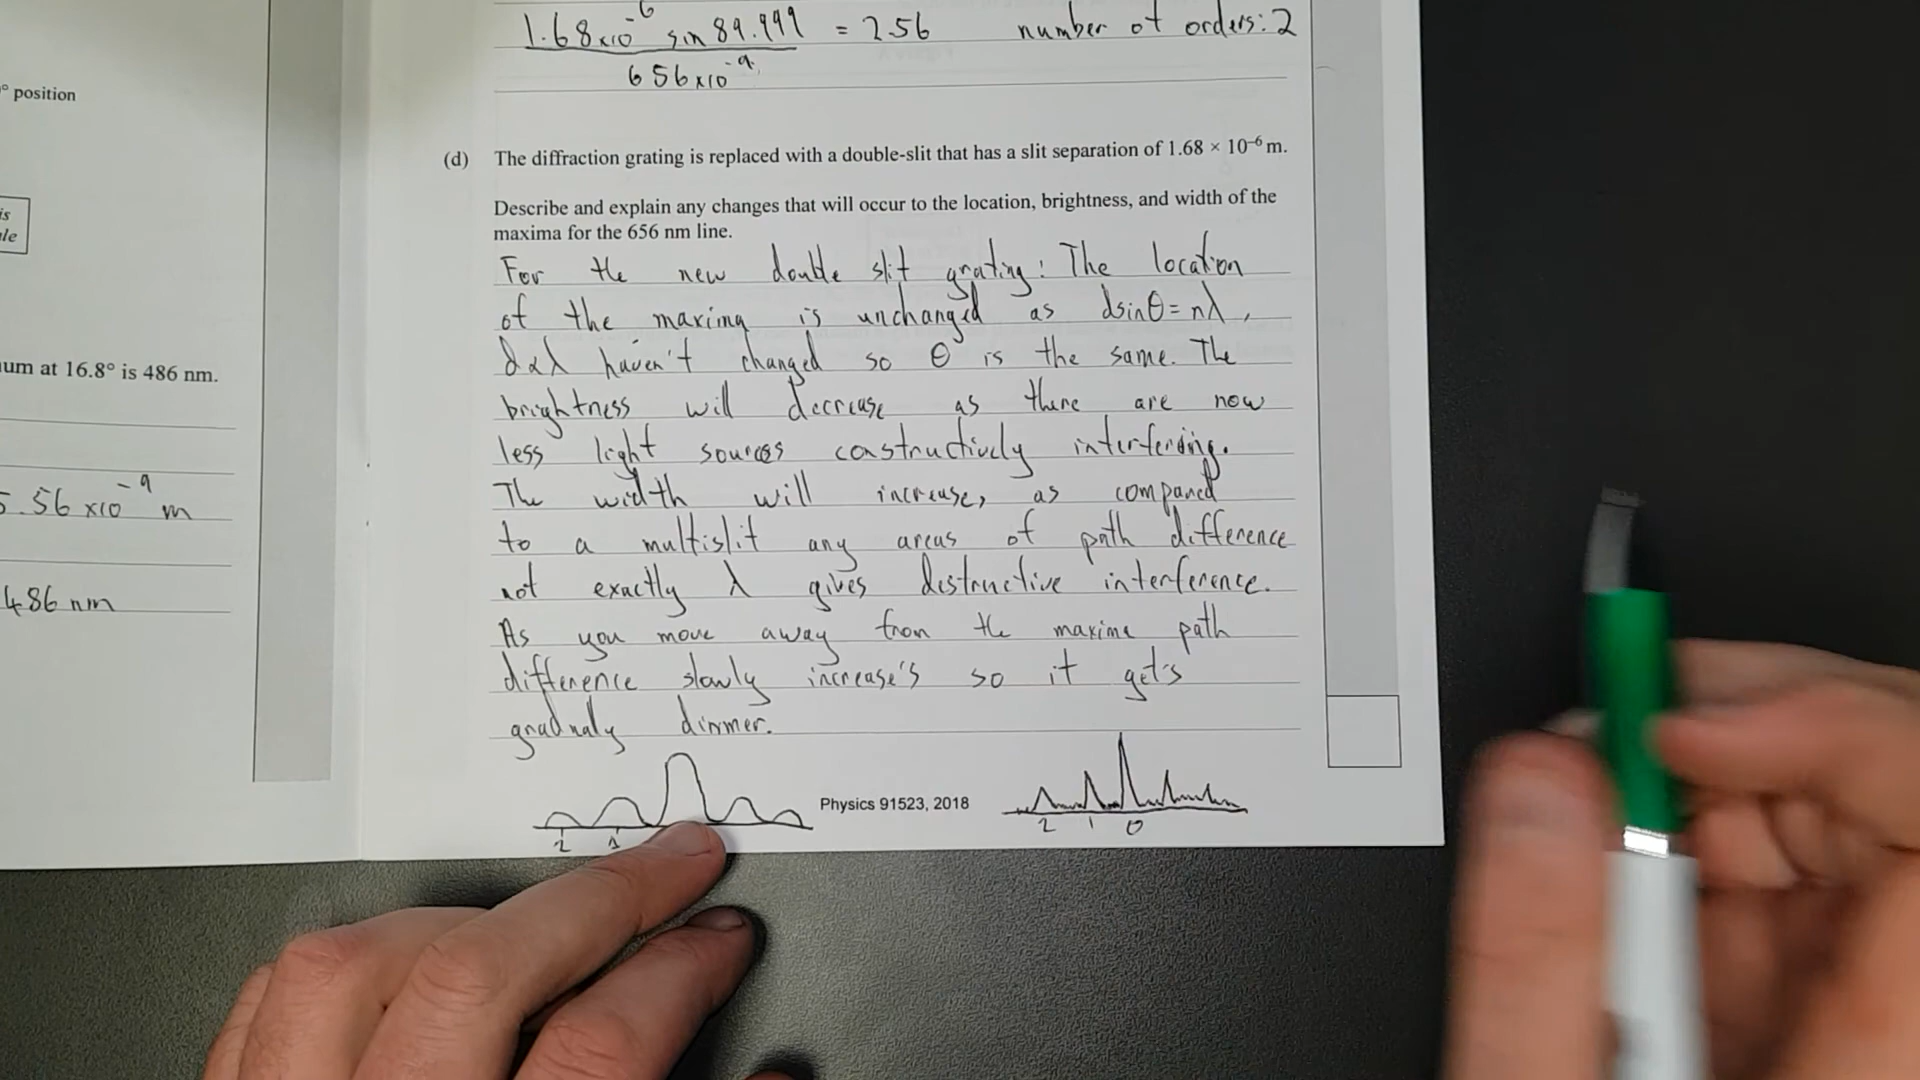 ° position
is
le
um at 16.8° is 486 nm.
5.56 x10⁻⁹ m
486 nm
1.68x10⁻⁶ sin 89.999 = 2.56 number of orders: 2
656x10⁻⁹
(d) The diffraction grating is replaced with a double-slit that has a slit separation of 1.68 × 10⁻⁶ m.
Describe and explain any changes that will occur to the location, brightness, and width of the
maxima for the 656 nm line.
For the new double slit grating: The location
of the maxima is unchanged as dsinθ = nλ,
d & λ haven't changed so θ is the same. The
brightness will decrease as there are now
less light sources constructively interfering.
The width will increase, as compared
to a multislit any areas of path difference
not exactly λ gives destructive interference.
As you move away from the maxima path
difference slowly increase's so it get's
gradualy dimmer.
Physics 91523, 2018
2 1
2 1 0